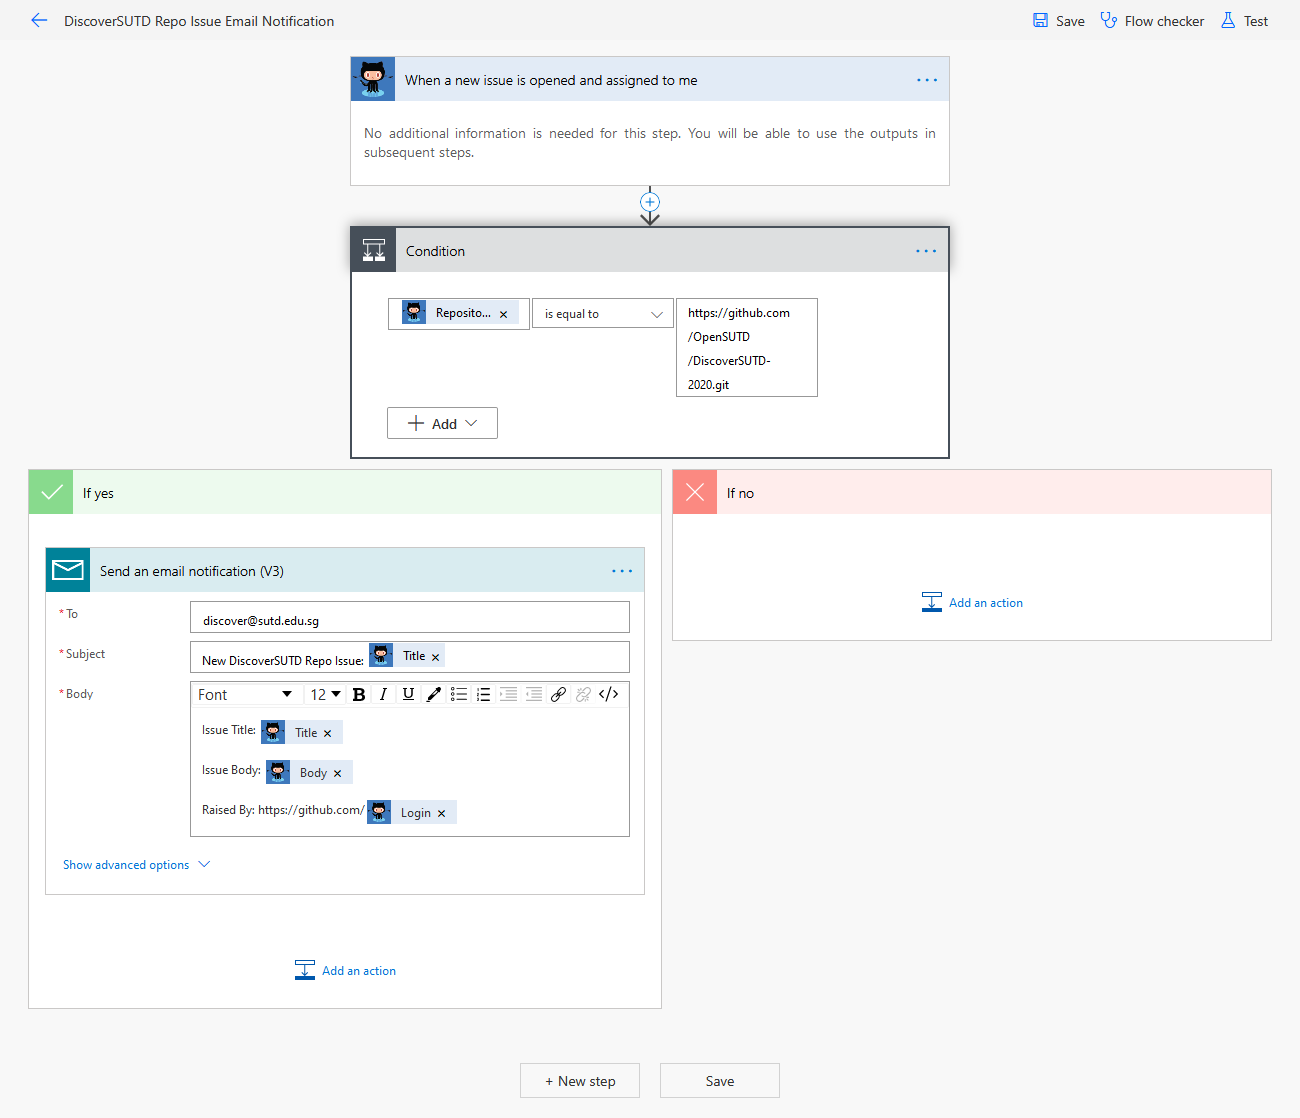 DiscoverSUTD Repo Issue Email Notification
Save
Flow checker
Test
When a new issue is opened and assigned to me
No additional information is needed for this step. You will be able to use the outputs in
subsequent steps.
Condition
Reposito...
is equal to
https://github.com
/OpenSUTD
/DiscoverSUTD-
2020.git
Add
If yes
If no
Send an email notification (V3)
*To
discover@sutd.edu.sg
*Subject
New DiscoverSUTD Repo Issue: Title
*Body
Font 12 B I U </>
Issue Title: Title
Issue Body: Body
Raised By: https://github.com/ Login
Show advanced options
Add an action
Add an action
+ New step
Save